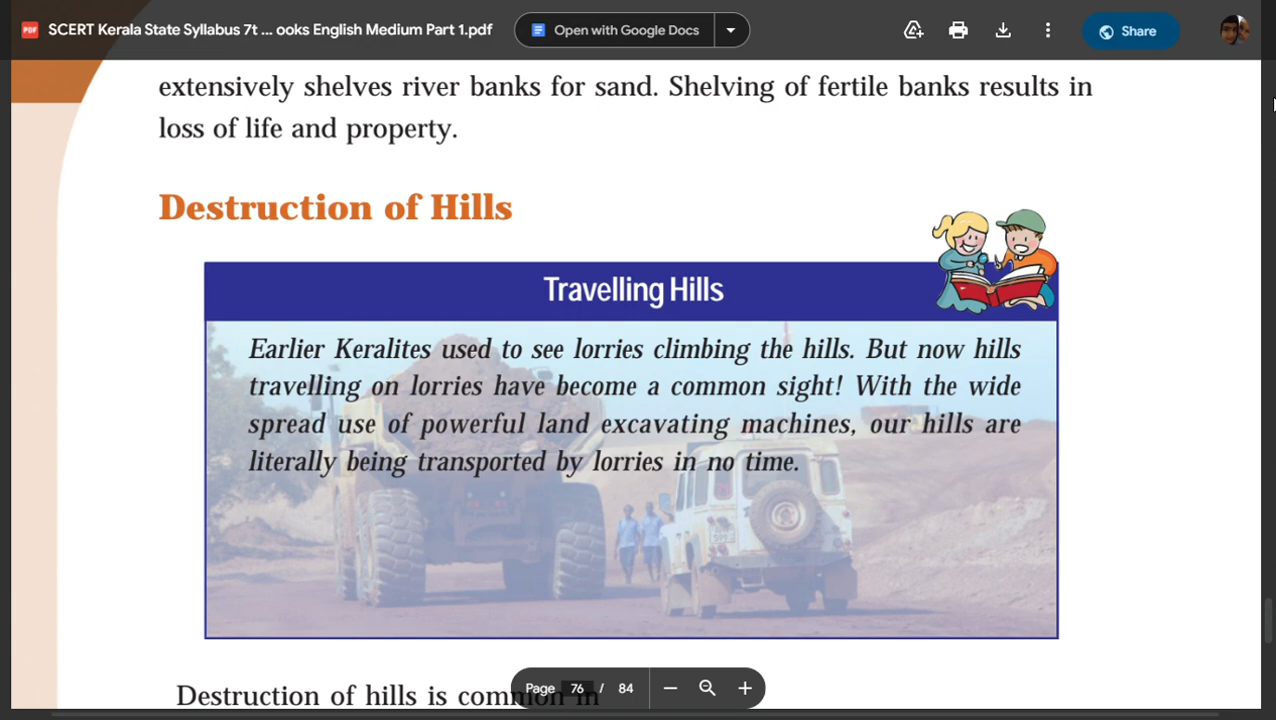 SCERT Kerala State Syllabus 7t ... ooks English Medium Part 1.pdf
Open with Google Docs
Share
extensively shelves river banks for sand. Shelving of fertile banks results in
loss of life and property.
Destruction of Hills
Travelling Hills
Earlier Keralites used to see lorries climbing the hills. But now hills
travelling on lorries have become a common sight! With the wide
spread use of powerful land excavating machines, our hills are
literally being transported by lorries in no time.
Destruction of hills is common in
Page 76 / 84